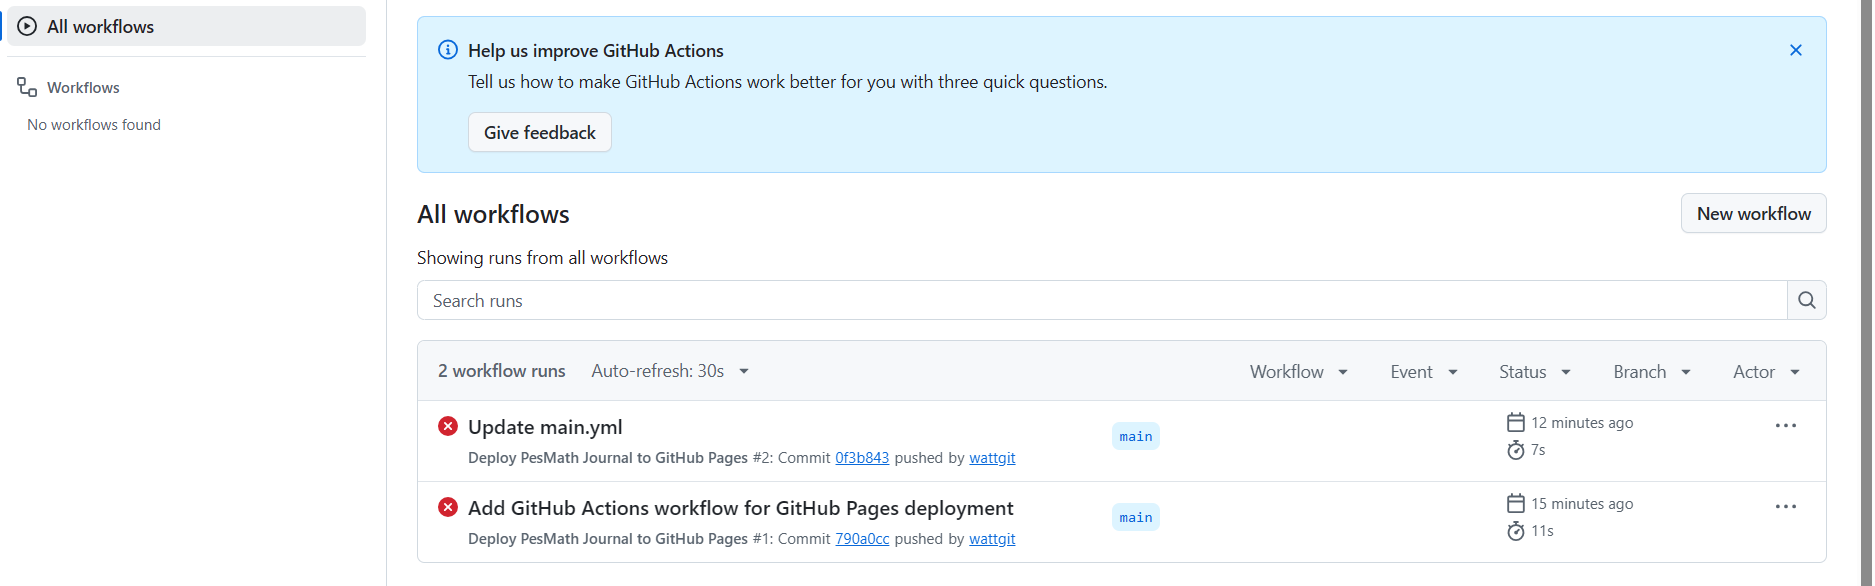 All workflows
Workflows
No workflows found
Help us improve GitHub Actions
Tell us how to make GitHub Actions work better for you with three quick questions.
Give feedback
All workflows
New workflow
Showing runs from all workflows
Search runs
2 workflow runs Auto-refresh: 30s Workflow Event Status Branch Actor
Update main.yml
main
12 minutes ago
Deploy PesMath Journal to GitHub Pages #2: Commit 0f3b843 pushed by wattgit
7s
Add GitHub Actions workflow for GitHub Pages deployment
main
15 minutes ago
Deploy PesMath Journal to GitHub Pages #1: Commit 790a0cc pushed by wattgit
11s